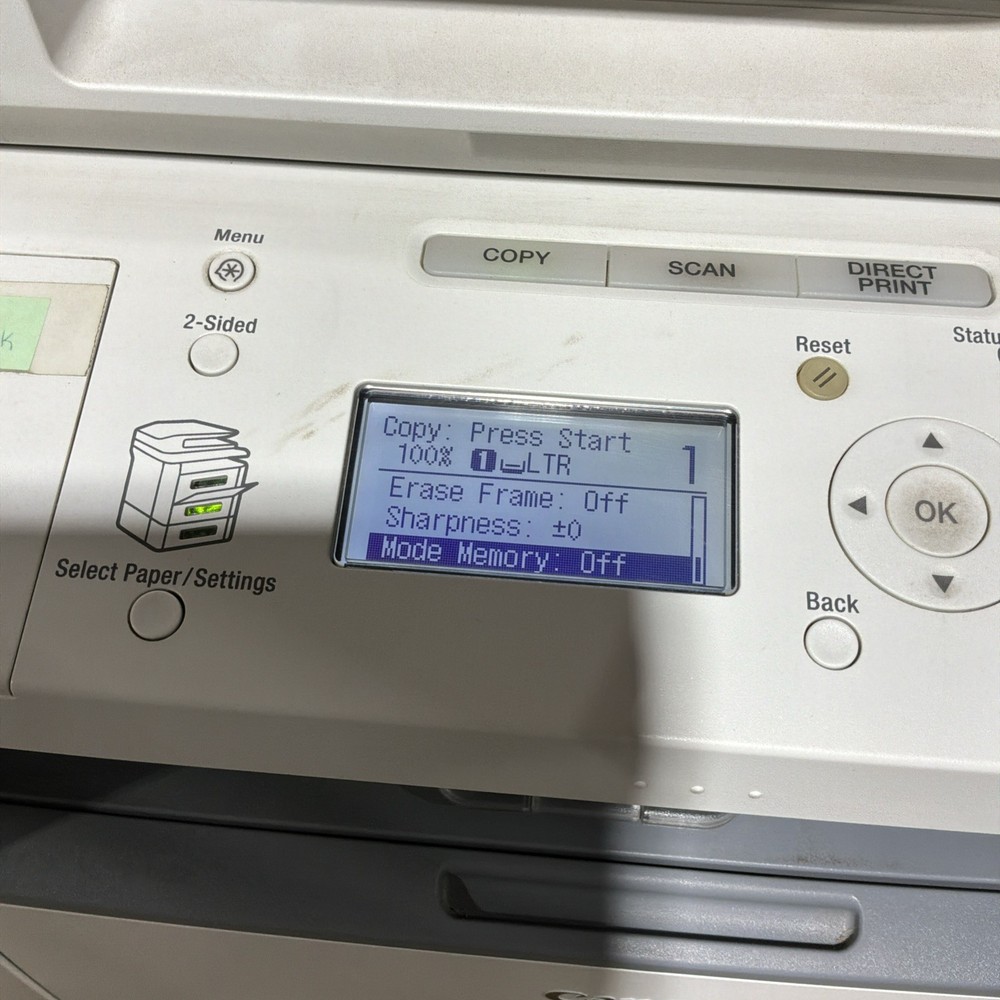 Menu
COPY
SCAN
DIRECT
PRINT
2-Sided
Reset
K
Copy: Press Start
100% 1 LTR
1
Erase Frame: Off
Sharpness: ±0
Mode Memory: Off
OK
Select Paper/Settings
Back